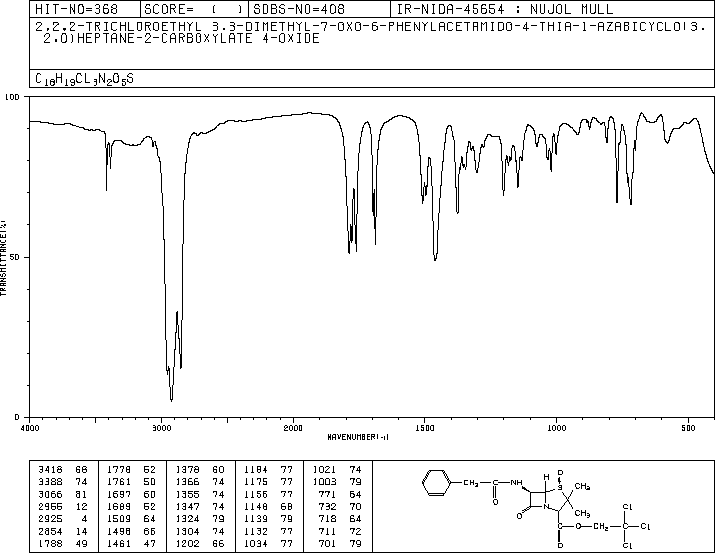 HIT-NO=368 SCORE= ( ) SDBS-NO=408 IR-NIDA-45654 : NUJOL MULL
2,2,2-TRICHLOROETHYL 3,3-DIMETHYL-7-OXO-6-PHENYLACETAMIDO-4-THIA-1-AZABICYCLO(3.
2.0)HEPTANE-2-CARBOXYLATE 4-OXIDE
C18H19CL3N2O5S
100
50
0
TRANSMITTANCE(%)
4000 3000 2000 1500 1000 500
WAVENUMBER(-1)
3418 66 1778 52 1378 60 1184 77 1021 74
3388 74 1761 50 1366 74 1175 77 1003 79
3066 81 1697 60 1355 74 1156 77 771 64
2955 12 1689 52 1347 74 1148 68 732 70
2925 4 1509 64 1324 79 1139 79 718 64
2854 14 1498 66 1304 74 1132 77 711 72
1788 49 1461 47 1202 66 1034 77 701 79
O
CH2 C NH H S CH3
O CH3
O N
C O CH2 C Cl
Cl
Cl
O